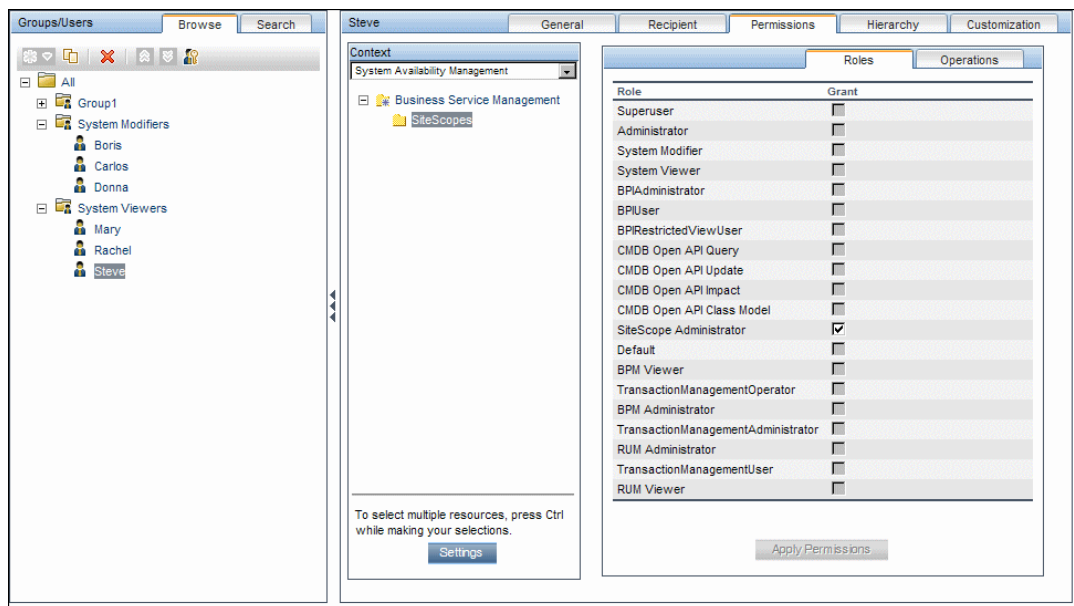 Groups/Users
Browse
Search
All
Group1
System Modifiers
Boris
Carlos
Donna
System Viewers
Mary
Rachel
Steve
Steve
General
Recipient
Permissions
Hierarchy
Customization
Context
System Availability Management
Business Service Management
SiteScopes
To select multiple resources, press Ctrl
while making your selections.
Settings
Roles
Operations
Role Grant
Superuser
Administrator
System Modifier
System Viewer
BPIAdministrator
BPIUser
BPIRestrictedViewUser
CMDB Open API Query
CMDB Open API Update
CMDB Open API Impact
CMDB Open API Class Model
SiteScope Administrator
Default
BPM Viewer
TransactionManagementOperator
BPM Administrator
TransactionManagementAdministrator
RUM Administrator
TransactionManagementUser
RUM Viewer
Apply Permissions